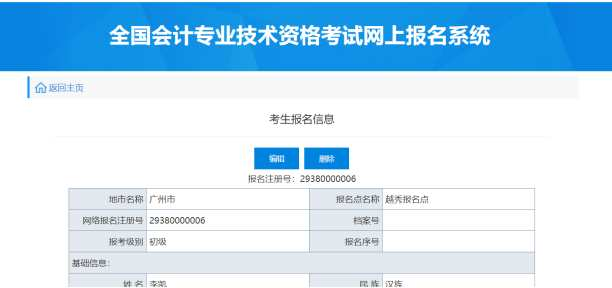 全国会计专业技术资格考试网上报名系统
返回主页
考生报名信息
编辑 删除
报名注册号：29380000006
地市名称 广州市 报名点名称 越秀报名点
网络报名注册号 29380000006 档案号
报考级别 初级 报名序号
基础信息：
姓 名 李凯 民 族 汉族